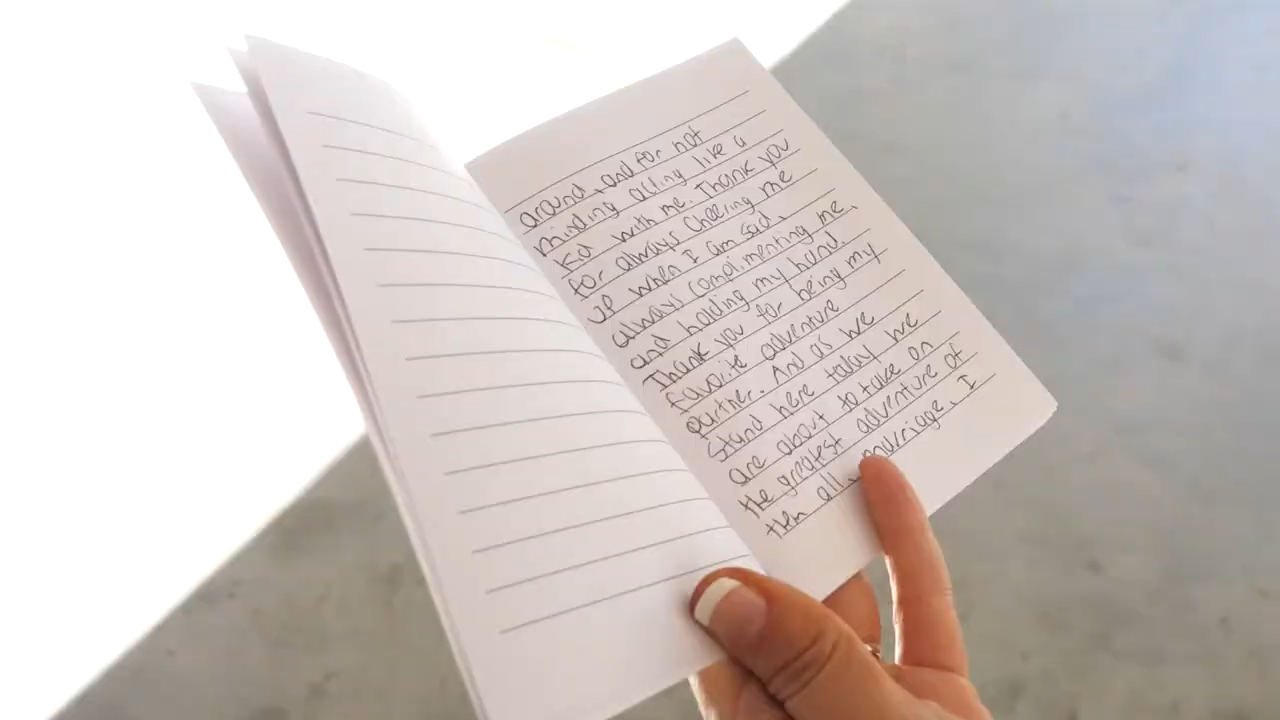 around, and for not
minding acting like a
kid with me. Thank you
for always cheering me
up when I am sad,
always complimenting me,
and holding my hand.
Thank you for being my
favorite adventure
partner. And as we
stand here today we
are about to take on
the greatest adventure of
them all, marriage. I